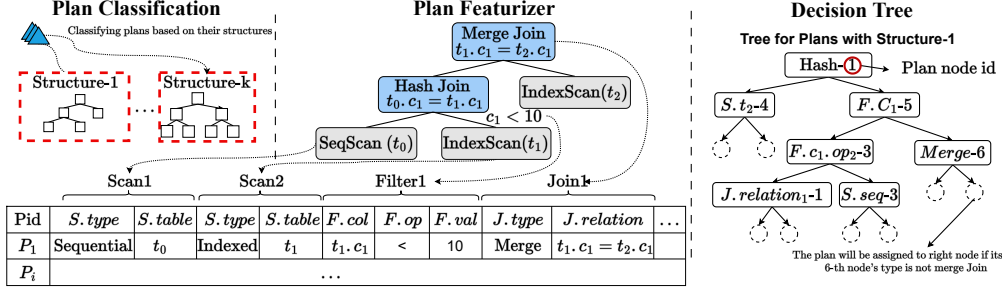 Plan Classification
Classifying plans based on their structures
Structure-1
...
Structure-k
Plan Featurizer
Merge Join
t₁.c₁ = t₂.c₁
Hash Join
t₀.c₁ = t₁.c₁
IndexScan(t₂)
c₁ < 10
SeqScan (t₀)
IndexScan(t₁)
Scan1 Scan2 Filter1 Join1
Pid S.type S.table S.type S.table F.col F.op F.val J.type J.relation ...
P₁ Sequential t₀ Indexed t₁ t₁.c₁ < 10 Merge t₁.c₁ = t₂.c₁
Pᵢ ...
Decision Tree
Tree for Plans with Structure-1
Hash-1
Plan node id
S.t₂-4
F.C₁-5
F.c₁.op₂-3
Merge-6
J.relation₁-1
S.seq-3
The plan will be assigned to right node if its
6-th node's type is not merge Join